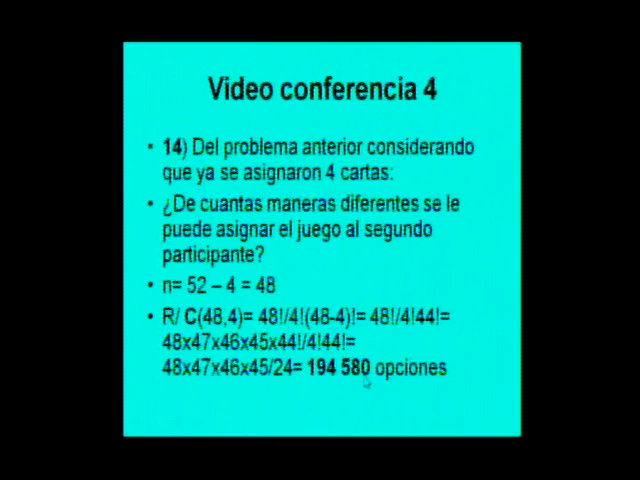 Video conferencia 4
• 14) Del problema anterior considerando
que ya se asignaron 4 cartas:
• ¿De cuantas maneras diferentes se le
puede asignar el juego al segundo
participante?
• n= 52 – 4 = 48
• R/ C(48,4)= 48!/4!(48-4)!= 48!/4!44!=
48x47x46x45x44!/4!44!=
48x47x46x45/24= 194 580 opciones